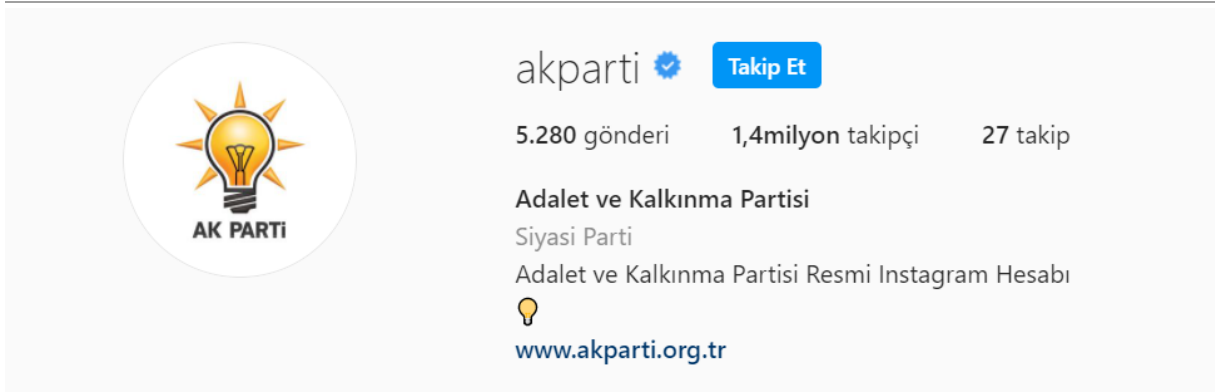 akparti Takip Et
5.280 gönderi 1,4milyon takipçi 27 takip
Adalet ve Kalkınma Partisi
Siyasi Parti
AK PARTİ
Adalet ve Kalkınma Partisi Resmi Instagram Hesabı
www.akparti.org.tr